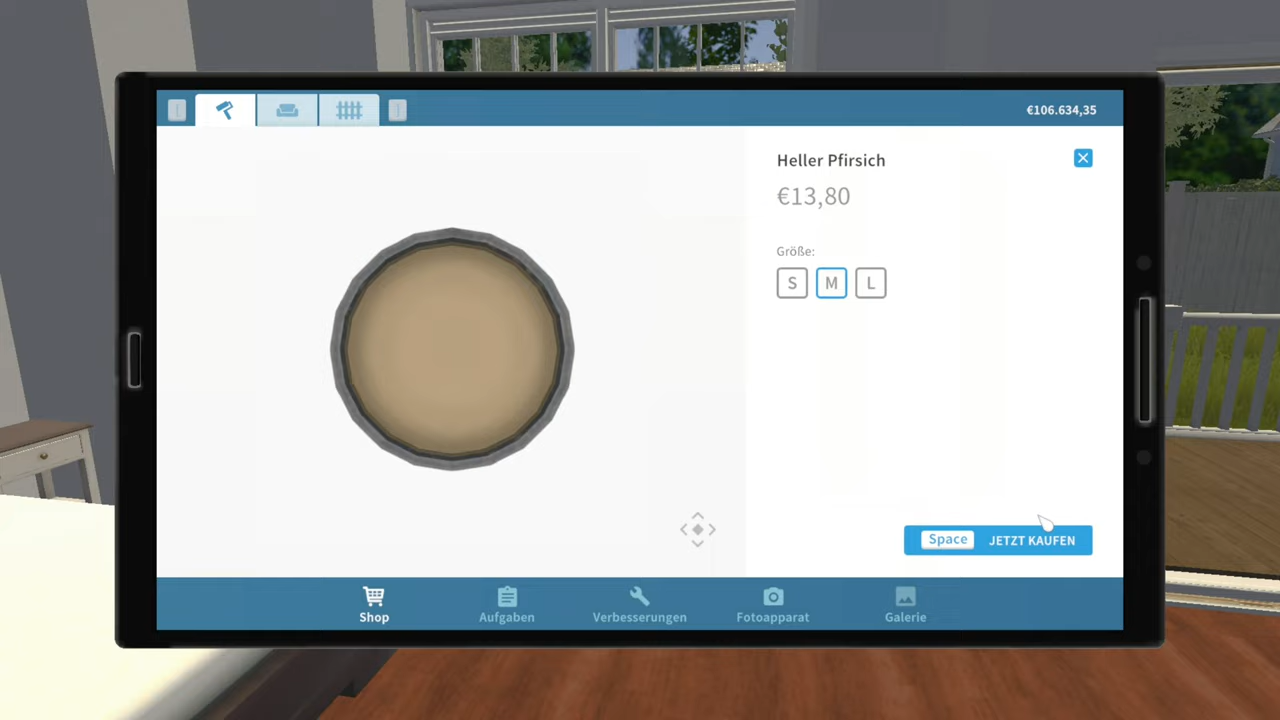 €106.634,35
Heller Pfirsich
€13,80
Größe:
S M L
Space JETZT KAUFEN
Shop Aufgaben Verbesserungen Fotoapparat Galerie